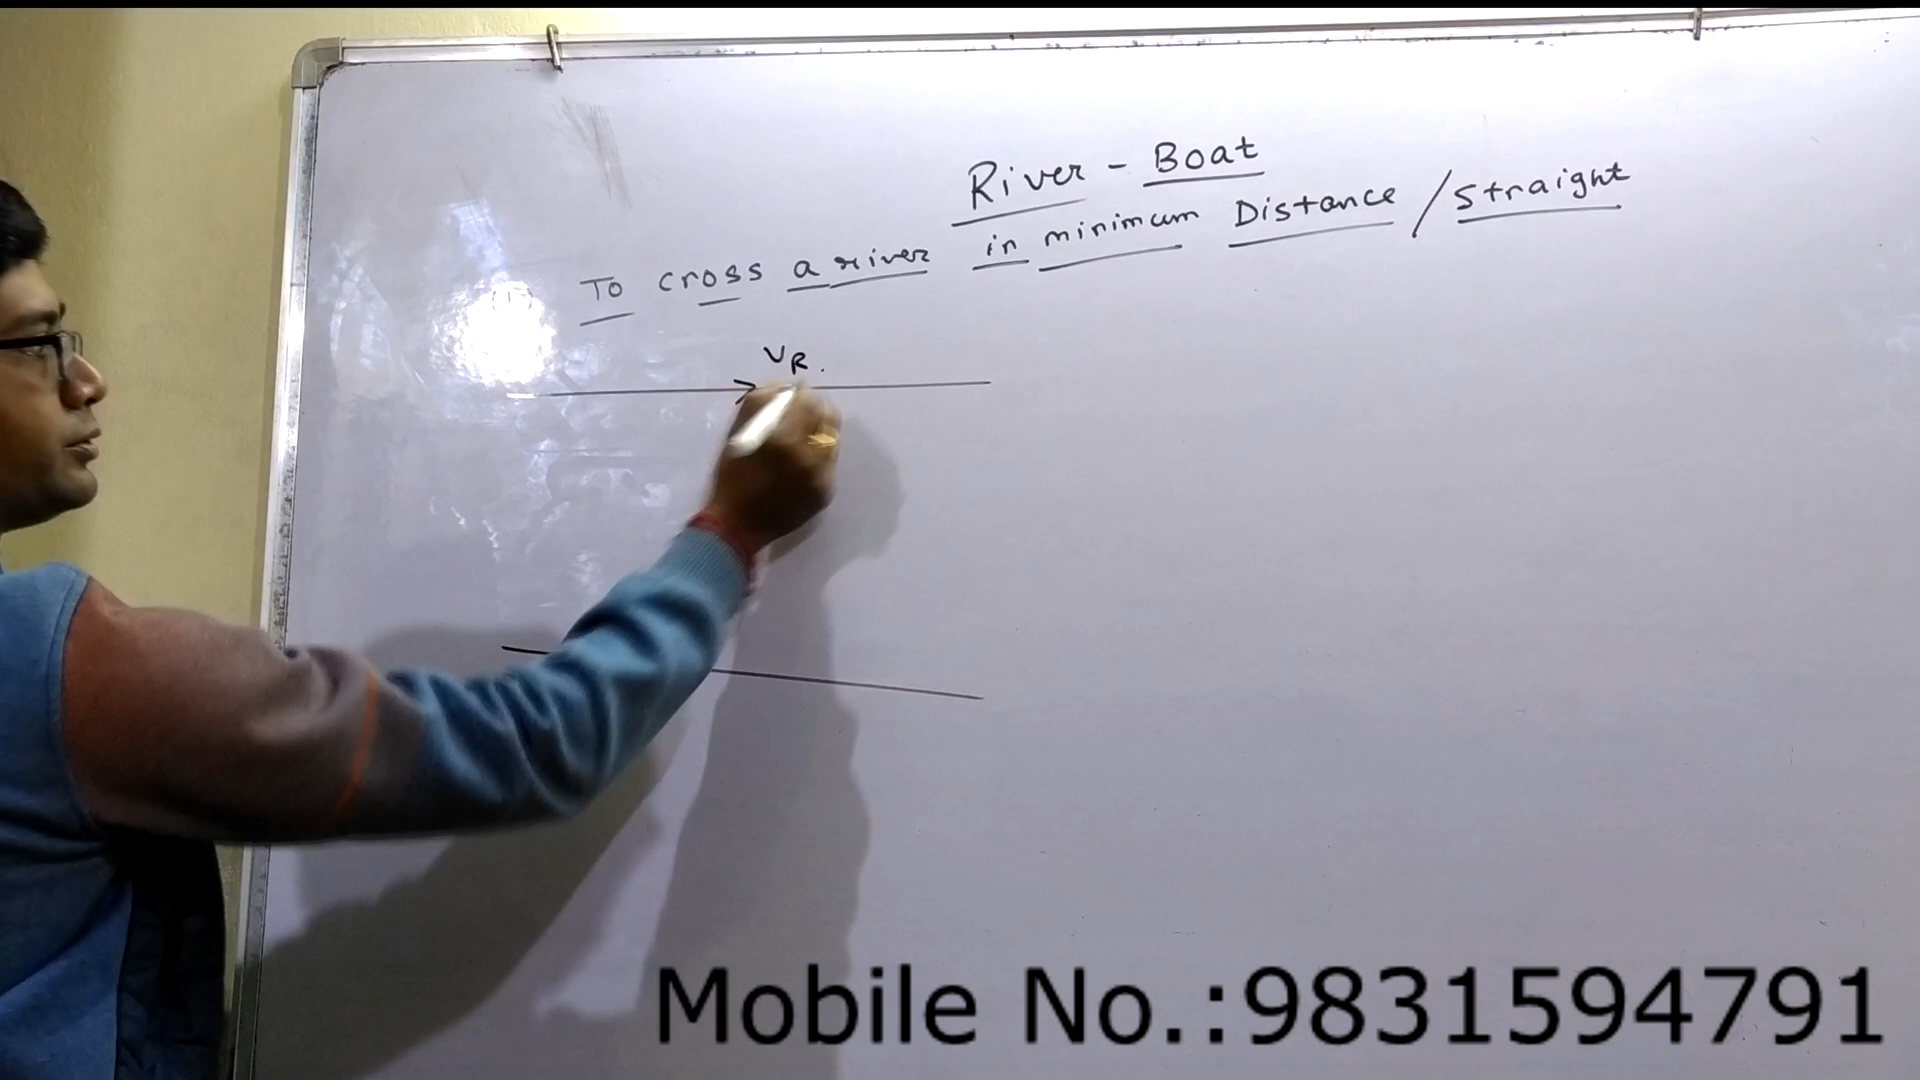 River - Boat
To cross a river in minimum Distance / Straight
VR.
Mobile No.:9831594791